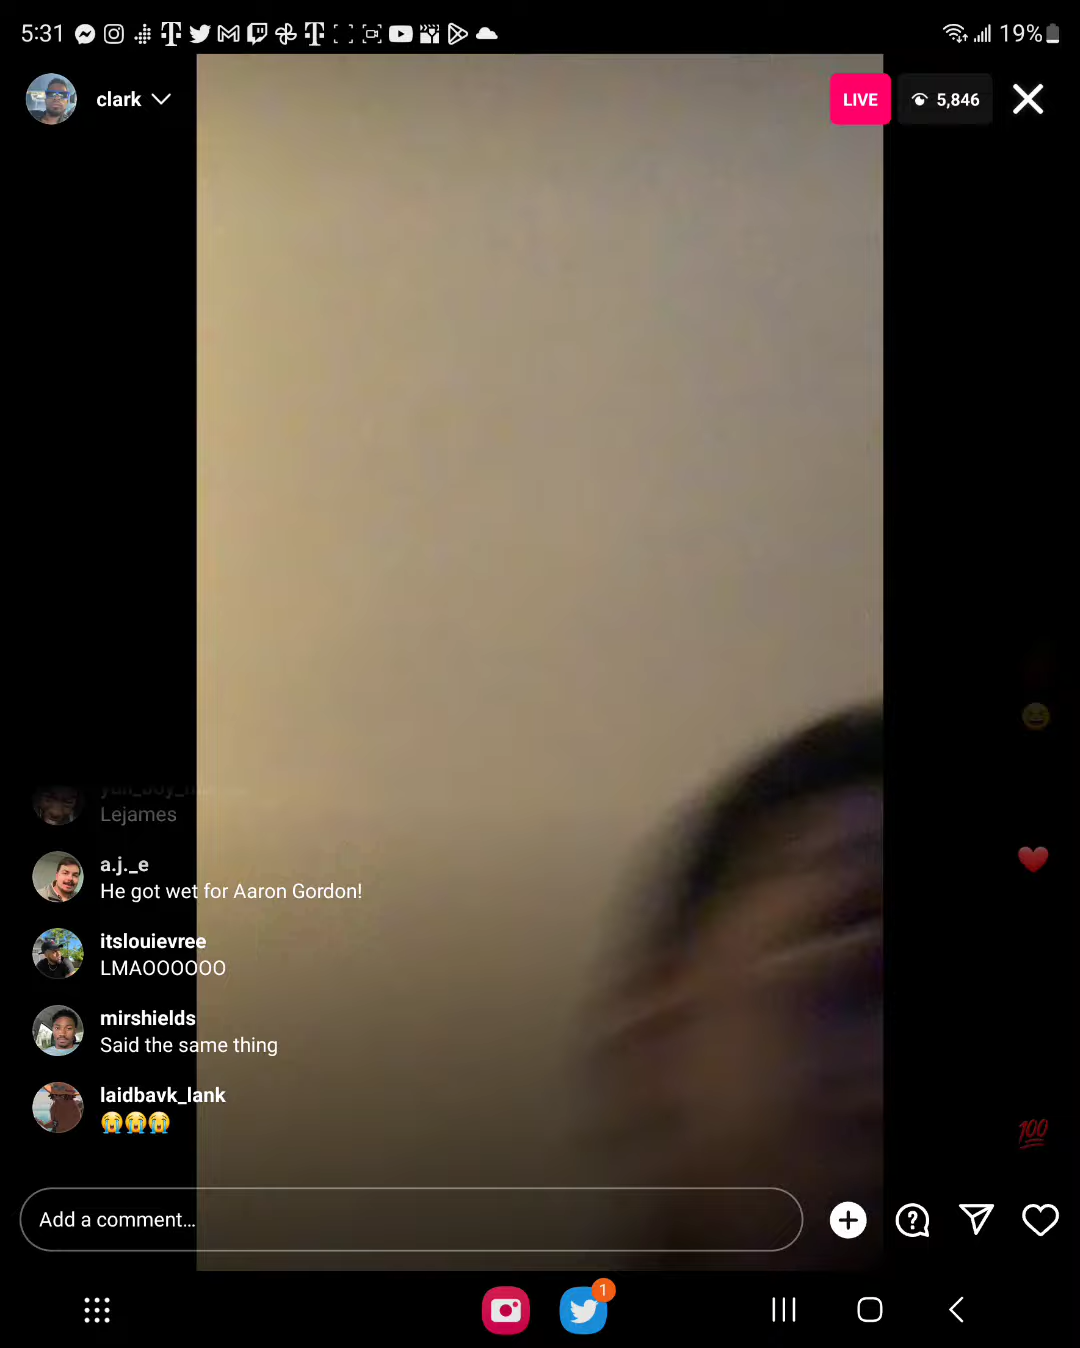 5:31
19%
clark
LIVE
5,846
Lejames
a.j._e
He got wet for Aaron Gordon!
itslouievree
LMAOOOOOO
mirshields
Said the same thing
laidbavk_lank
😭😭😭
💯
Add a comment...
1